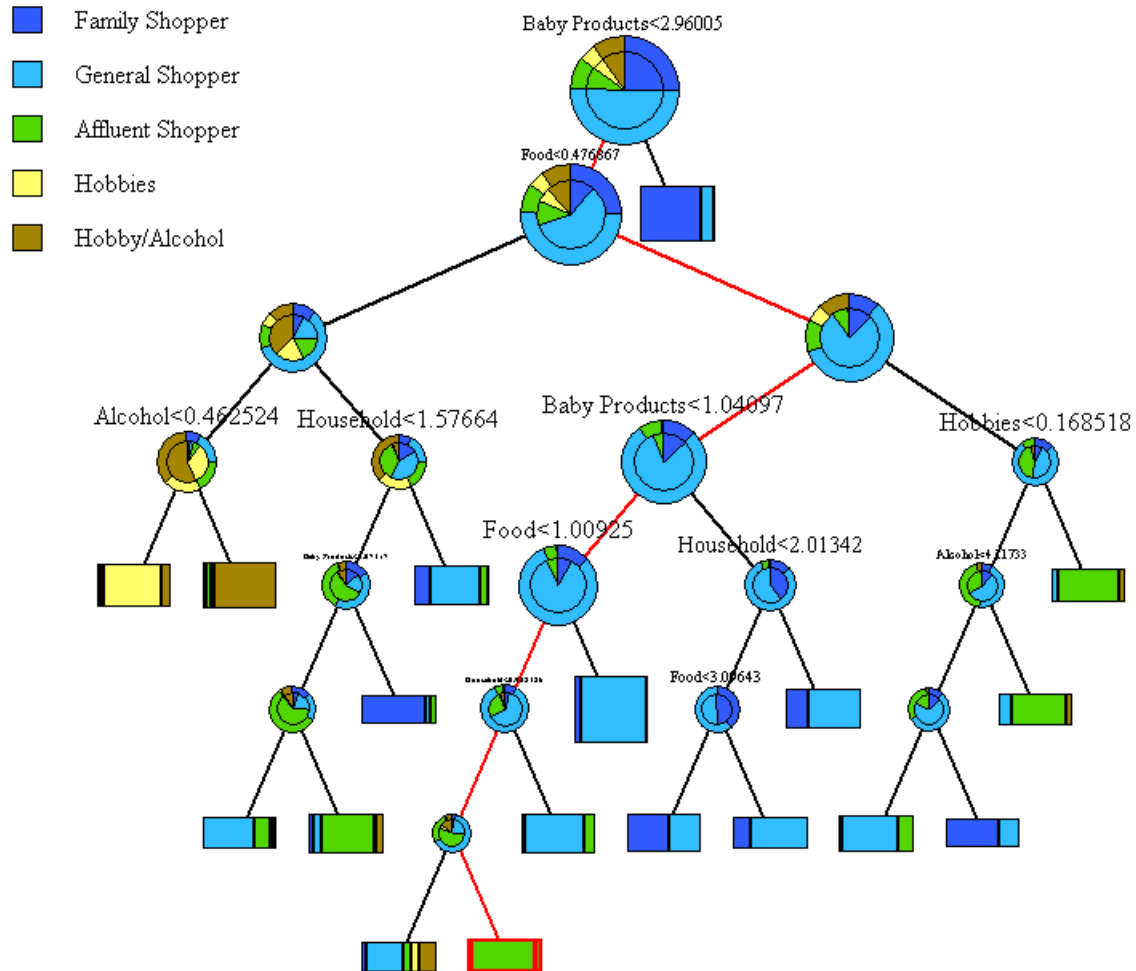 Family Shopper
General Shopper
Affluent Shopper
Hobbies
Hobby/Alcohol
Baby Products<2.96005
Food<0.476867
Alcohol<0.462524
Household<1.57664
Baby Products<1.04097
Hobbies<0.168518
Food<1.00925
Household<2.01342
Baby
Food<3.09643